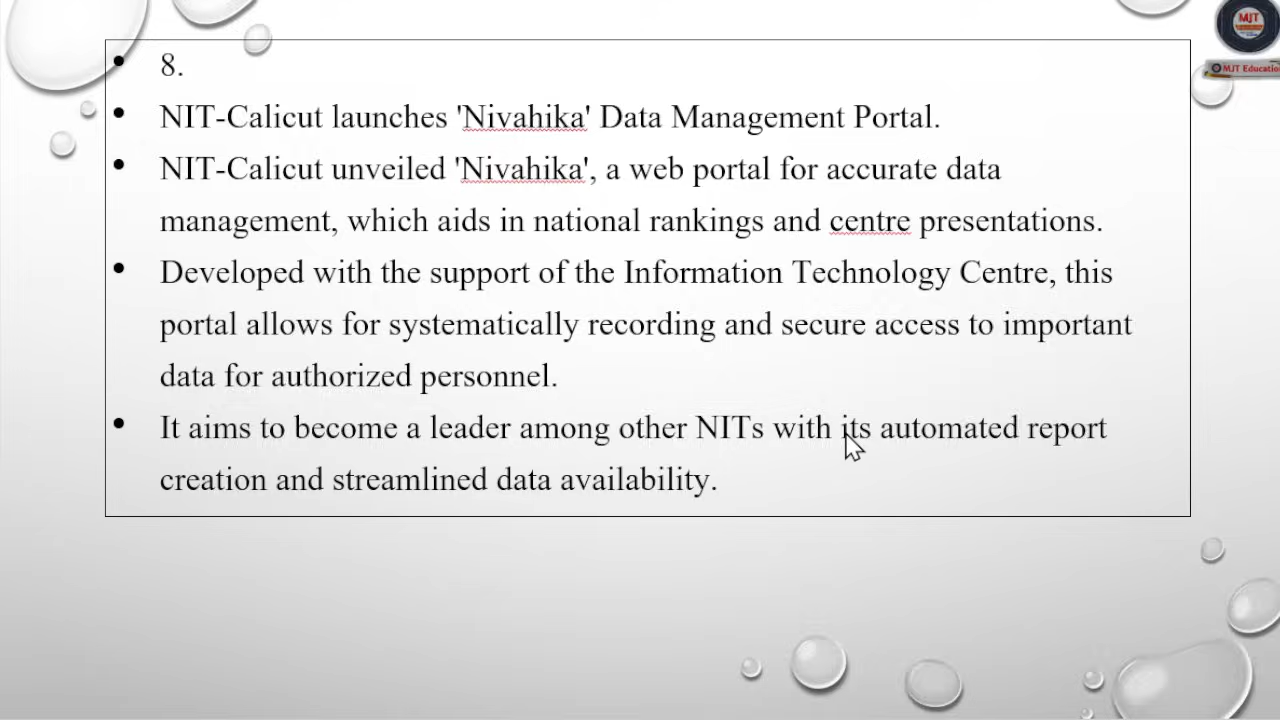 MJT
MJT Educatio
8.
NIT-Calicut launches 'Nivahika' Data Management Portal.
NIT-Calicut unveiled 'Nivahika', a web portal for accurate data
management, which aids in national rankings and centre presentations.
Developed with the support of the Information Technology Centre, this
portal allows for systematically recording and secure access to important
data for authorized personnel.
It aims to become a leader among other NITs with its automated report
creation and streamlined data availability.